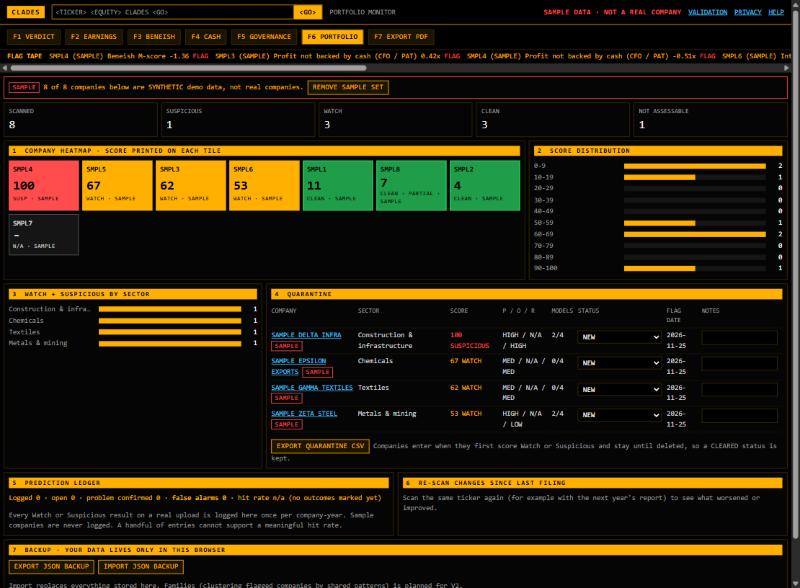 CLADES <TICKER> <EQUITY> CLADES <GO> <GO> PORTFOLIO MONITOR SAMPLE DATA · NOT A REAL COMPANY VALIDATION PRIVACY HELP
F1 VERDICT F2 EARNINGS F3 BENEISH F4 CASH F5 GOVERNANCE F6 PORTFOLIO F7 EXPORT PDF
FLAG TAPE SMPL4 (SAMPLE) Beneish M-score -1.36 FLAG SMPL3 (SAMPLE) Profit not backed by cash (CFO / PAT) 0.42x FLAG SMPL4 (SAMPLE) Profit not backed by cash (CFO / PAT) -0.51x FLAG SMPL6 (SAMPLE)
SAMPLE 8 of 8 companies below are SYNTHETIC demo data, not real companies. REMOVE SAMPLE SET
SCANNED SUSPICIOUS WATCH CLEAN NOT ASSESSABLE
8 1 3 3 1
1 COMPANY HEATMAP · SCORE PRINTED ON EACH TILE
SMPL4 SMPL5 SMPL3 SMPL6 SMPL1 SMPL8 SMPL2
100 67 62 53 11 7 4
SUSP · SAMPLE WATCH · SAMPLE WATCH · SAMPLE WATCH · SAMPLE CLEAN · SAMPLE CLEAN · PARTIAL · SAMPLE CLEAN · SAMPLE
SMPL7
–
N/A · SAMPLE
2 SCORE DISTRIBUTION
0-9 2
10-19 1
20-29 0
30-39 0
40-49 0
50-59 1
60-69 2
70-79 0
80-89 0
90-100 1
3 WATCH + SUSPICIOUS BY SECTOR
Construction & infra… 1
Chemicals 1
Textiles 1
Metals & mining 1
4 QUARANTINE
COMPANY SECTOR SCORE P / O / R MODELS STATUS FLAG DATE NOTES
SAMPLE DELTA INFRA SAMPLE Construction & infrastructure 100 SUSPICIOUS HIGH / N/A / HIGH 2/4 NEW 2026-11-25
SAMPLE EPSILON EXPORTS SAMPLE Chemicals 67 WATCH MED / N/A / MED 0/4 NEW 2026-11-25
SAMPLE GAMMA TEXTILES SAMPLE Textiles 62 WATCH MED / N/A / MED 2/4 NEW 2026-11-25
SAMPLE ZETA STEEL SAMPLE Metals & mining 53 WATCH HIGH / N/A / LOW 2/4 NEW 2026-11-25
EXPORT QUARANTINE CSV Companies enter when they first score Watch or Suspicious and stay until deleted, so a CLEARED status is
kept.
5 PREDICTION LEDGER
Logged 0 · open 0 · problem confirmed 0 · false alarms 0 · hit rate n/a (no outcomes marked yet)
Every Watch or Suspicious result on a real upload is logged here once per company-year. Sample
companies are never logged. A handful of entries cannot support a meaningful hit rate.
6 RE-SCAN CHANGES SINCE LAST FILING
Scan the same ticker again (for example with the next year's report) to see what worsened or
improved.
7 BACKUP · YOUR DATA LIVES ONLY IN THIS BROWSER
EXPORT JSON BACKUP IMPORT JSON BACKUP
Import replaces everything stored here. Families (clustering flagged companies by shared patterns) is planned for V2.